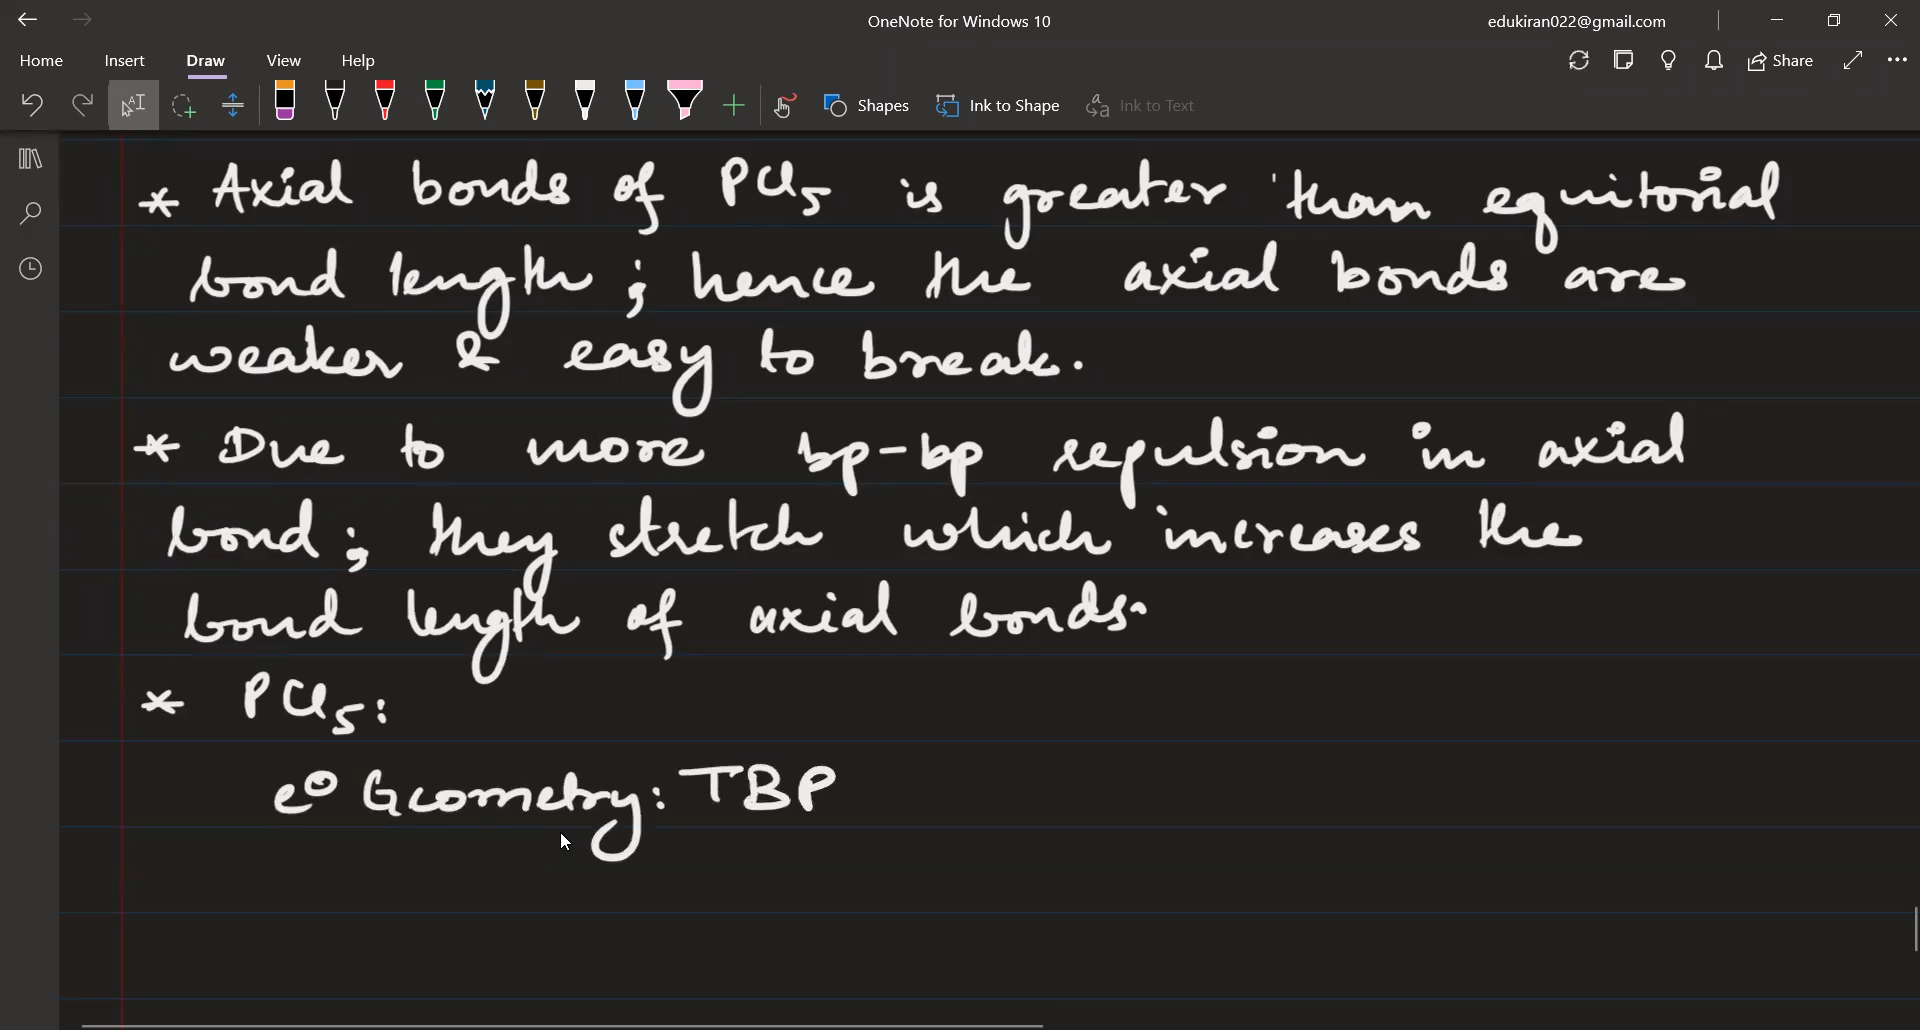 OneNote for Windows 10
edukiran022@gmail.com
Home Insert Draw View Help
Share
Shapes Ink to Shape Ink to Text
* Axial bonds of PCl5 is greater than equitorial
bond length ; hence the axial bonds are
weaker & easy to break.
* Due to more bp-bp repulsion in axial
bond ; they stretch which increases the
bond length of axial bonds.
* PCl5:
e⊖ Geometry: TBP